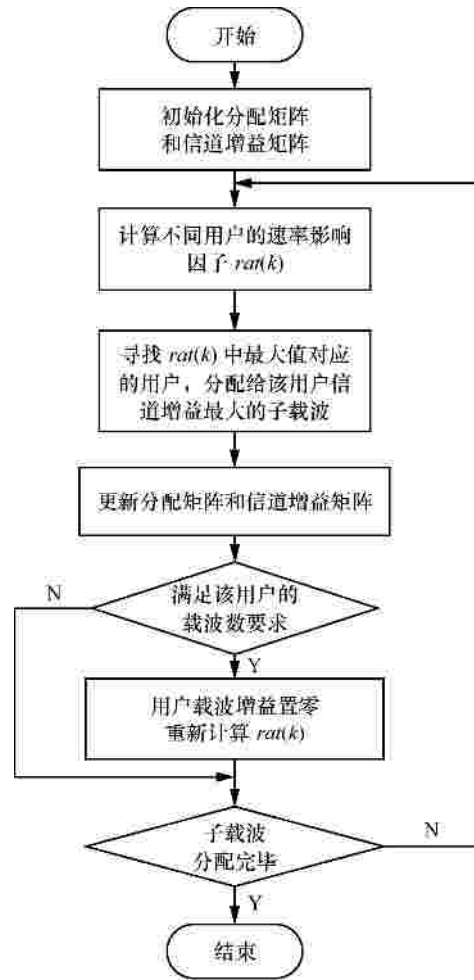 开始
初始化分配矩阵
和信道增益矩阵
计算不同用户的速率影响
因子 rat(k)
寻找 rat(k) 中最大值对应
的用户，分配给该用户信
道增益最大的子载波
更新分配矩阵和信道增益矩阵
N
满足该用户的
载波数要求
Y
用户载波增益置零
重新计算 rat(k)
子载波
分配完毕
N
Y
结束